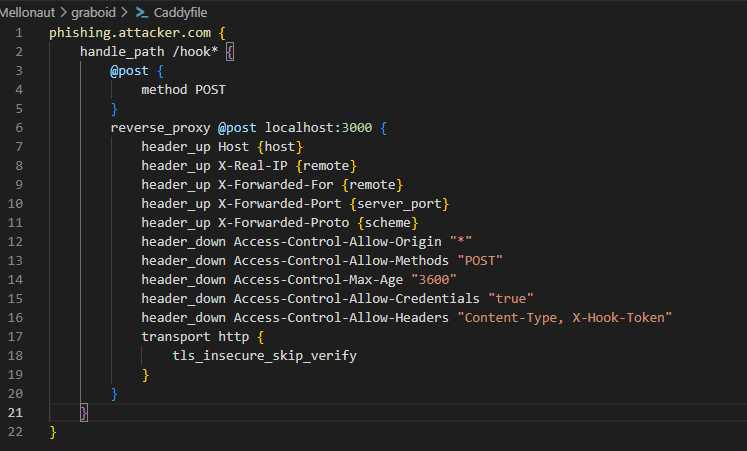 Mellonaut > graboid > Caddyfile
1 phishing.attacker.com {
2 handle_path /hook* {
3 @post {
4 method POST
5 }
6 reverse_proxy @post localhost:3000 {
7 header_up Host {host}
8 header_up X-Real-IP {remote}
9 header_up X-Forwarded-For {remote}
10 header_up X-Forwarded-Port {server_port}
11 header_up X-Forwarded-Proto {scheme}
12 header_down Access-Control-Allow-Origin "*"
13 header_down Access-Control-Allow-Methods "POST"
14 header_down Access-Control-Max-Age "3600"
15 header_down Access-Control-Allow-Credentials "true"
16 header_down Access-Control-Allow-Headers "Content-Type, X-Hook-Token"
17 transport http {
18 tls_insecure_skip_verify
19 }
20 }
21 }
22 }